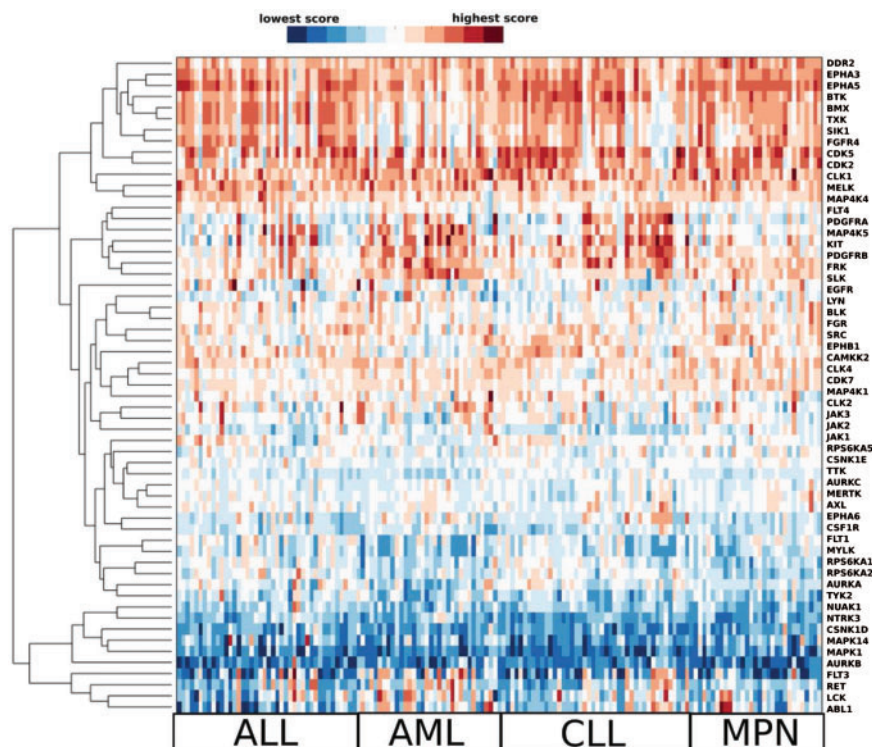 lowest score highest score
DDR2
EPHA3
EPHA5
BTK
BMX
TXK
SIK1
FGFR4
CDK5
CDK2
CLK1
MELK
MAP4K4
FLT4
PDGFRA
MAP4K5
KIT
PDGFRB
FRK
SLK
EGFR
LYN
BLK
FGR
SRC
EPHB1
CAMKK2
CLK4
CDK7
MAP4K1
CLK2
JAK3
JAK2
JAK1
RPS6KA5
CSNK1E
TTK
AURKC
MERTK
AXL
EPHA6
CSF1R
FLT1
MYLK
RPS6KA1
RPS6KA2
AURKA
TYK2
NUAK1
NTRK3
CSNK1D
MAPK14
MAPK1
AURKB
FLT3
RET
LCK
ABL1
ALL AML CLL MPN